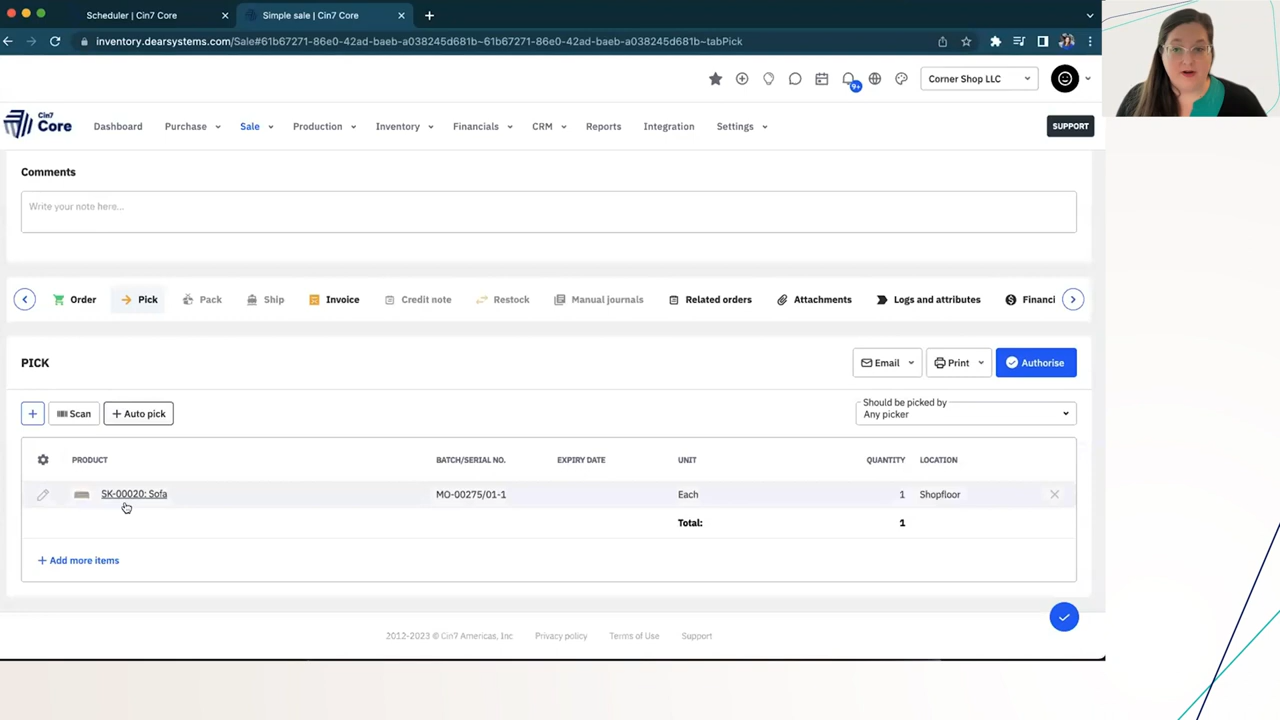 Scheduler | Cin7 Core
Simple sale | Cin7 Core
inventory.dearsystems.com/Sale#61b67271-86e0-42ad-baeb-a038245d681b~61b67271-86e0-42ad-baeb-a038245d681b~tabPick
9+
Corner Shop LLC
Cin7 Core
Dashboard
Purchase
Sale
Production
Inventory
Financials
CRM
Reports
Integration
Settings
SUPPORT
Comments
Write your note here...
Order
Pick
Pack
Ship
Invoice
Credit note
Restock
Manual journals
Related orders
Attachments
Logs and attributes
Financi
PICK
Email
Print
Authorise
+
Scan
+ Auto pick
Should be picked by
Any picker
PRODUCT
BATCH/SERIAL NO.
EXPIRY DATE
UNIT
QUANTITY
LOCATION
SK-00020: Sofa
MO-00275/01-1
Each
1
Shopfloor
Total:
1
+ Add more items
2012-2023 © Cin7 Americas, Inc
Privacy policy
Terms of Use
Support